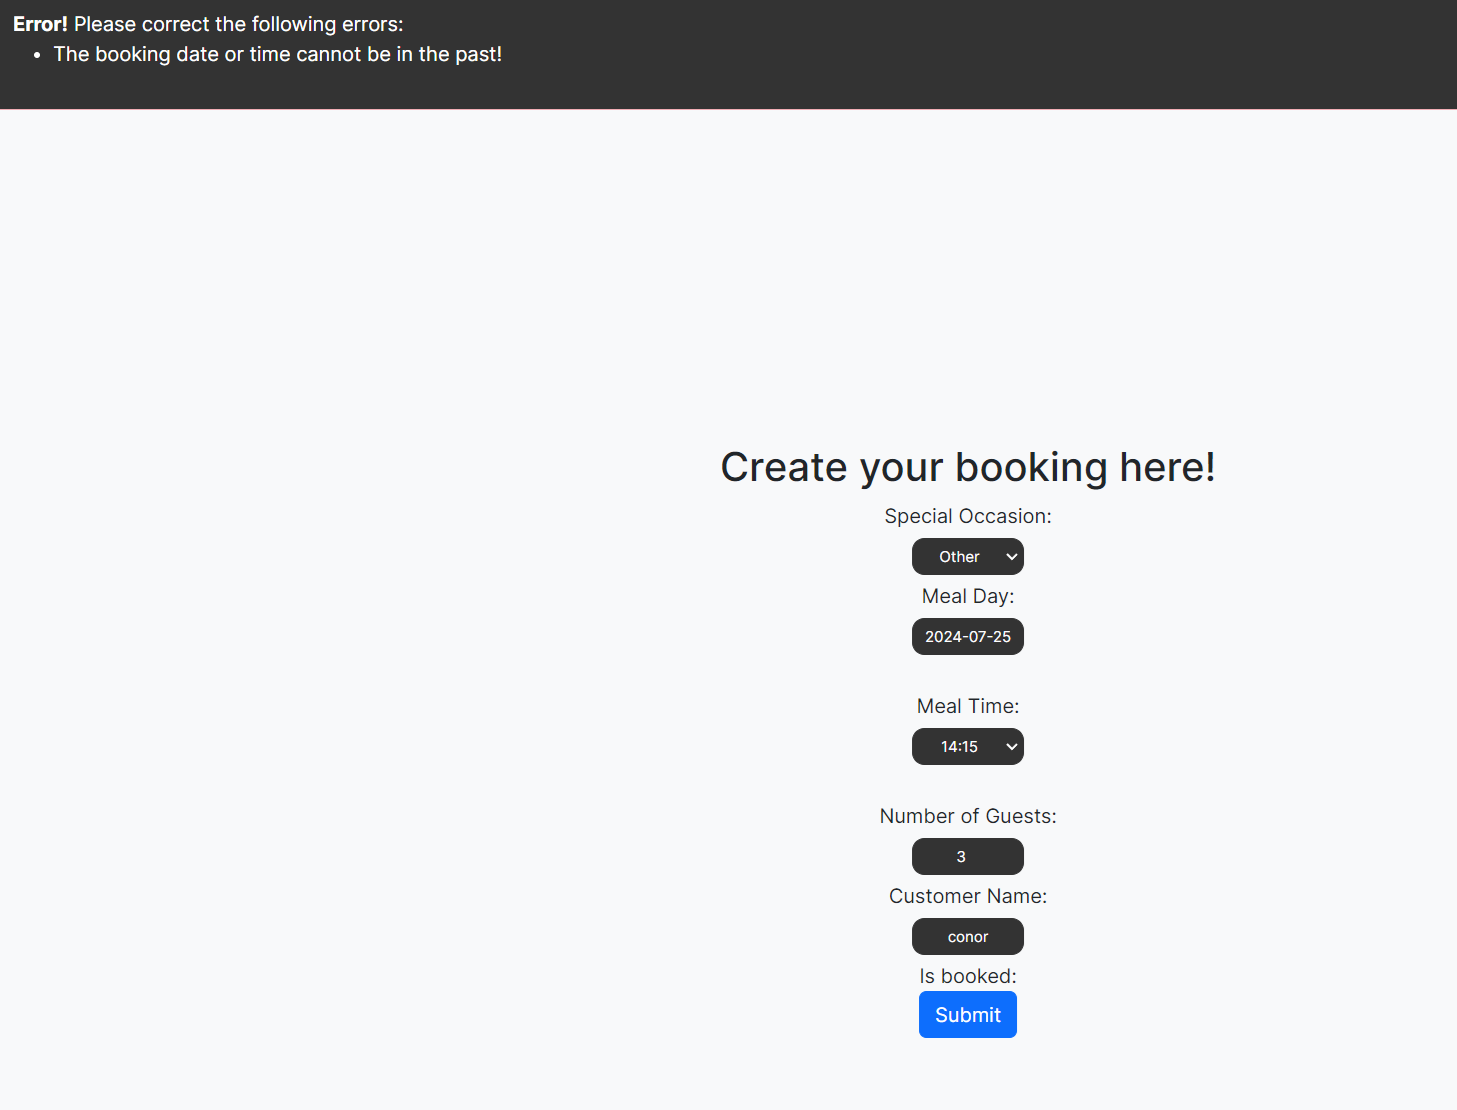 Error! Please correct the following errors:
• The booking date or time cannot be in the past!
Create your booking here!
Special Occasion:
Other
Meal Day:
2024-07-25
Meal Time:
14:15
Number of Guests:
3
Customer Name:
conor
Is booked:
Submit